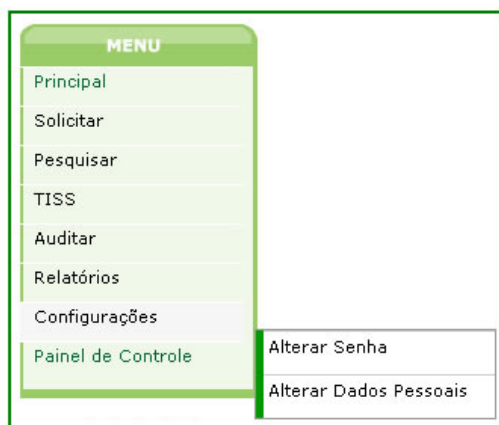 MENU
Principal
Solicitar
Pesquisar
TISS
Auditar
Relatórios
Configurações
Painel de Controle
Alterar Senha
Alterar Dados Pessoais